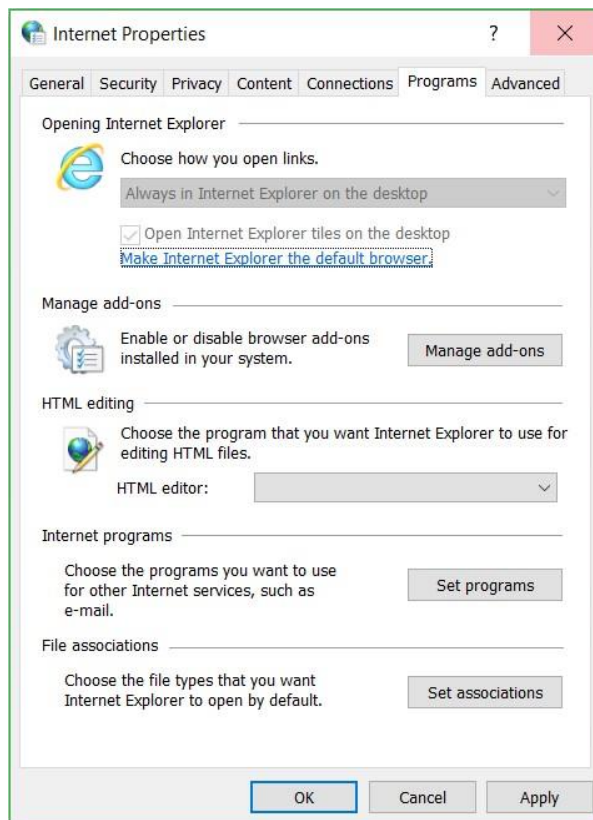 Internet Properties
?
General Security Privacy Content Connections Programs Advanced
Opening Internet Explorer
Choose how you open links.
Always in Internet Explorer on the desktop
Open Internet Explorer tiles on the desktop
Make Internet Explorer the default browser.
Manage add-ons
Enable or disable browser add-ons
installed in your system.
Manage add-ons
HTML editing
Choose the program that you want Internet Explorer to use for
editing HTML files.
HTML editor:
Internet programs
Choose the programs you want to use
for other Internet services, such as
e-mail.
Set programs
File associations
Choose the file types that you want
Internet Explorer to open by default.
Set associations
OK Cancel Apply